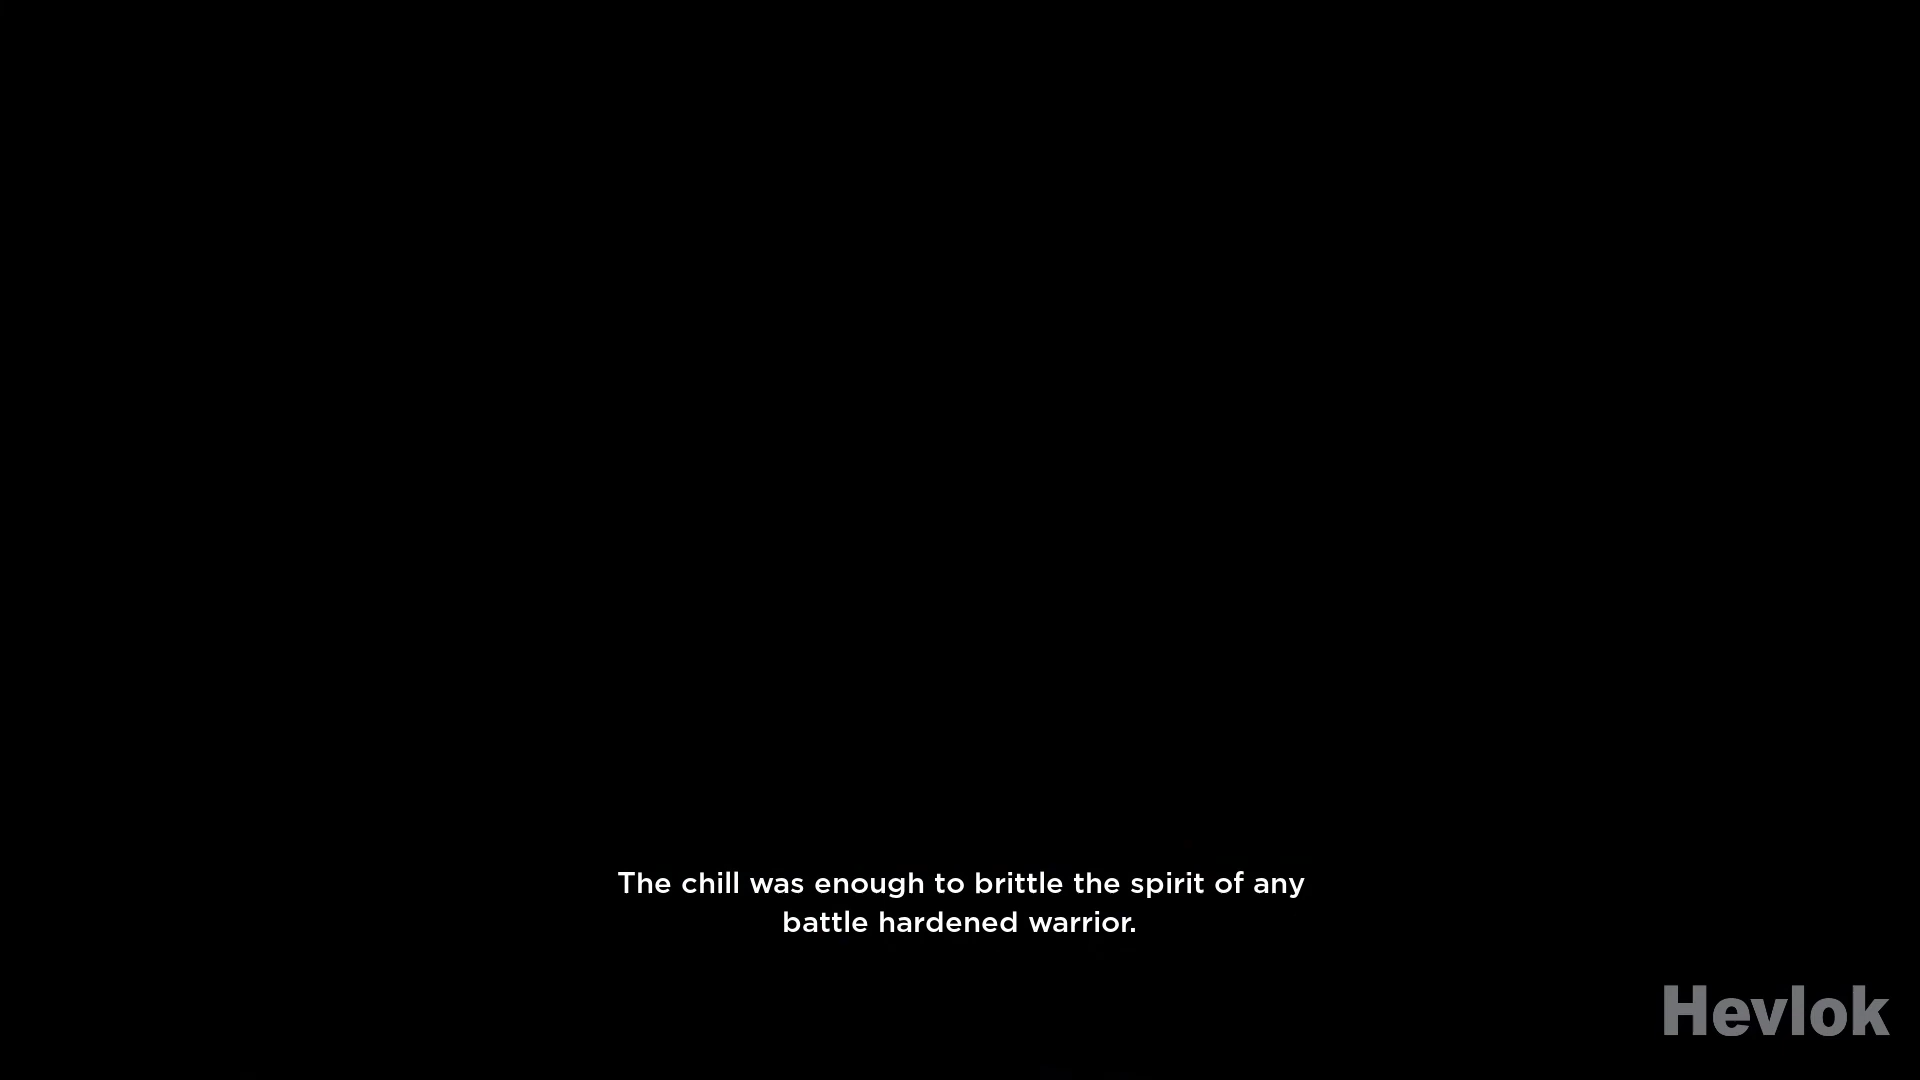 The chill was enough to brittle the spirit of any
battle hardened warrior.
Hevlok